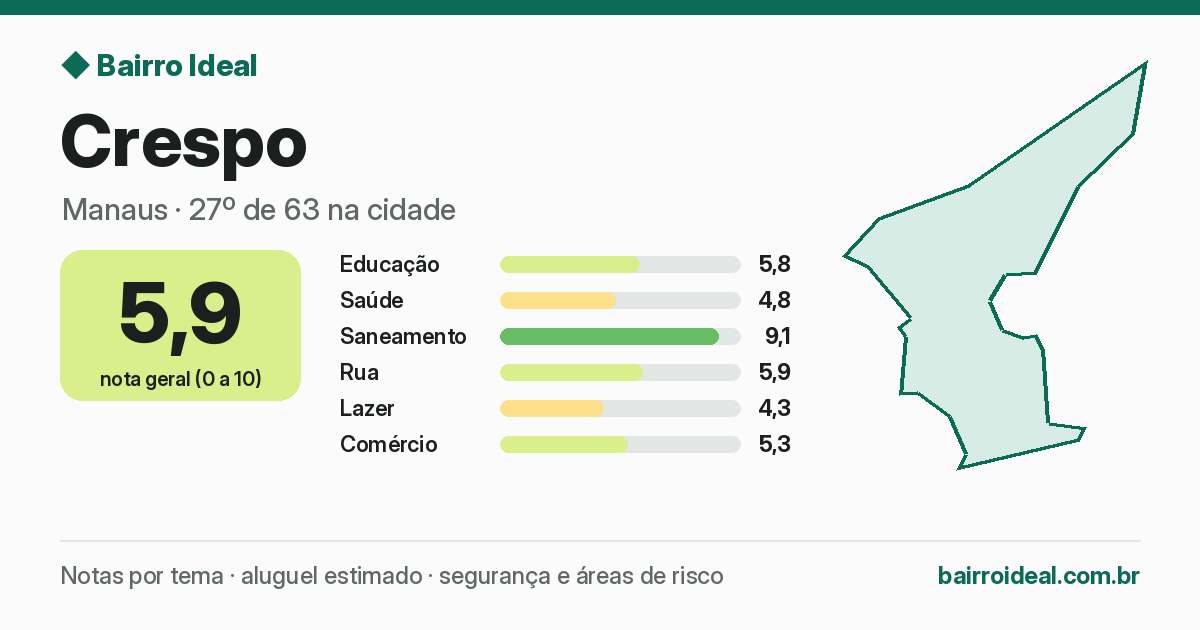 Bairro Ideal
Crespo
Manaus · 27º de 63 na cidade
5,9
nota geral (0 a 10)
Educação 5,8
Saúde 4,8
Saneamento 9,1
Rua 5,9
Lazer 4,3
Comércio 5,3
Notas por tema · aluguel estimado · segurança e áreas de risco
bairroideal.com.br